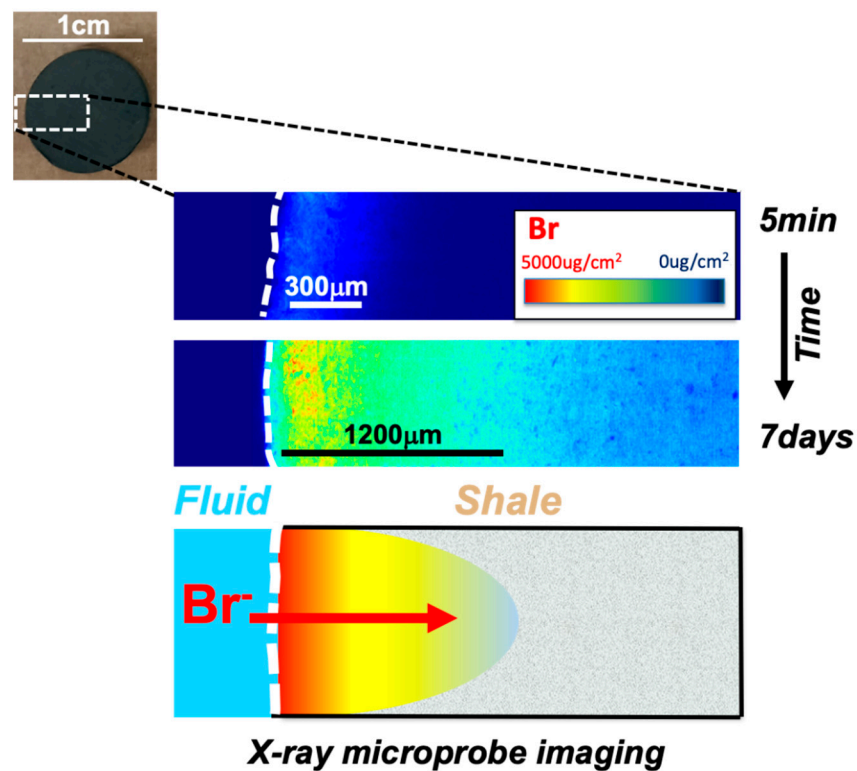 1cm
5min
Br
5000ug/cm² 0ug/cm²
300μm
Time
1200μm
7days
Fluid Shale
Br⁻
X-ray microprobe imaging